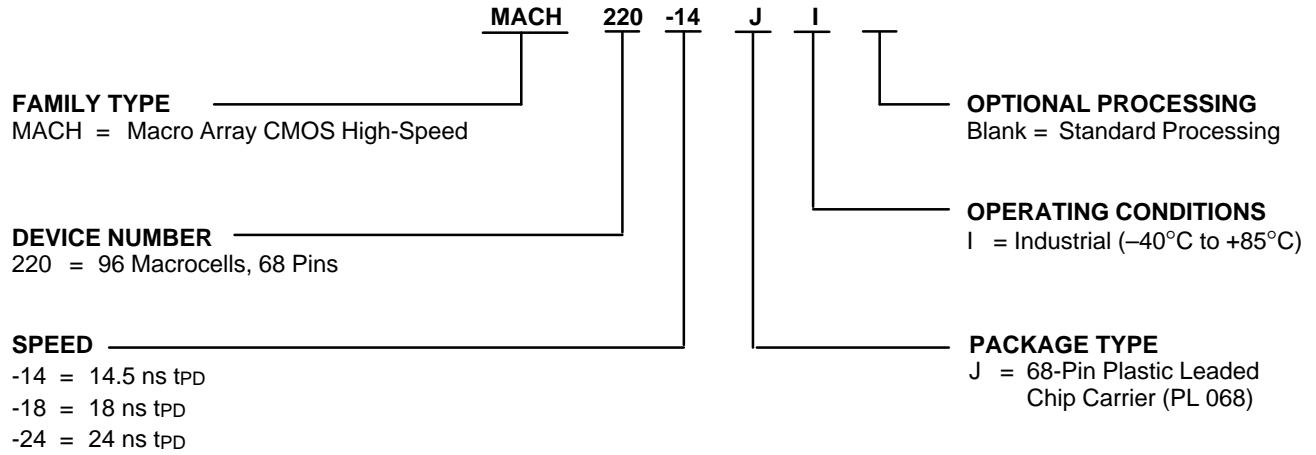 MACH 220 -14 J I
FAMILY TYPE
MACH = Macro Array CMOS High-Speed
DEVICE NUMBER
220 = 96 Macrocells, 68 Pins
SPEED
-14 = 14.5 ns tPD
-18 = 18 ns tPD
-24 = 24 ns tPD
OPTIONAL PROCESSING
Blank = Standard Processing
OPERATING CONDITIONS
I = Industrial (–40°C to +85°C)
PACKAGE TYPE
J = 68-Pin Plastic Leaded
Chip Carrier (PL 068)